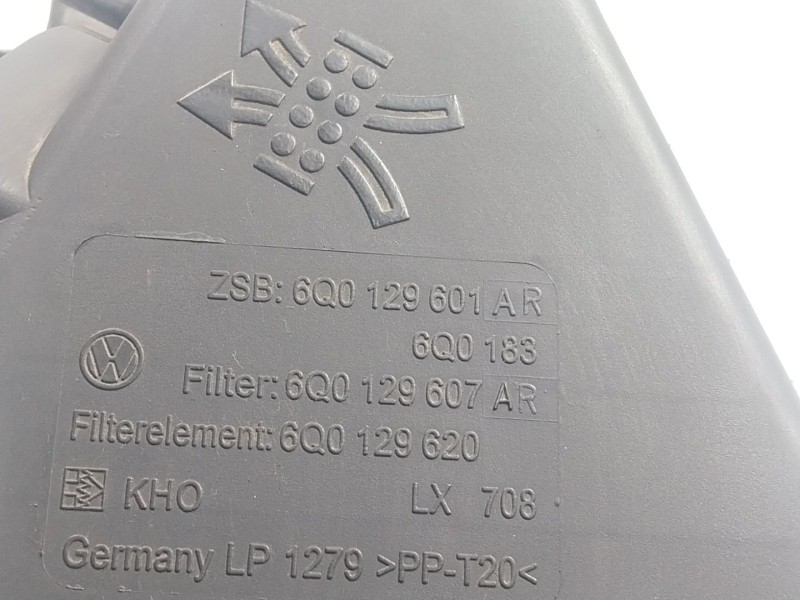 ZSB: 6Q0 129 601 AR
6Q0 183
Filter: 6Q0 129 607 AR
Filterelement: 6Q0 129 620
KHO LX 708
Germany LP 1279 >PP-T20<